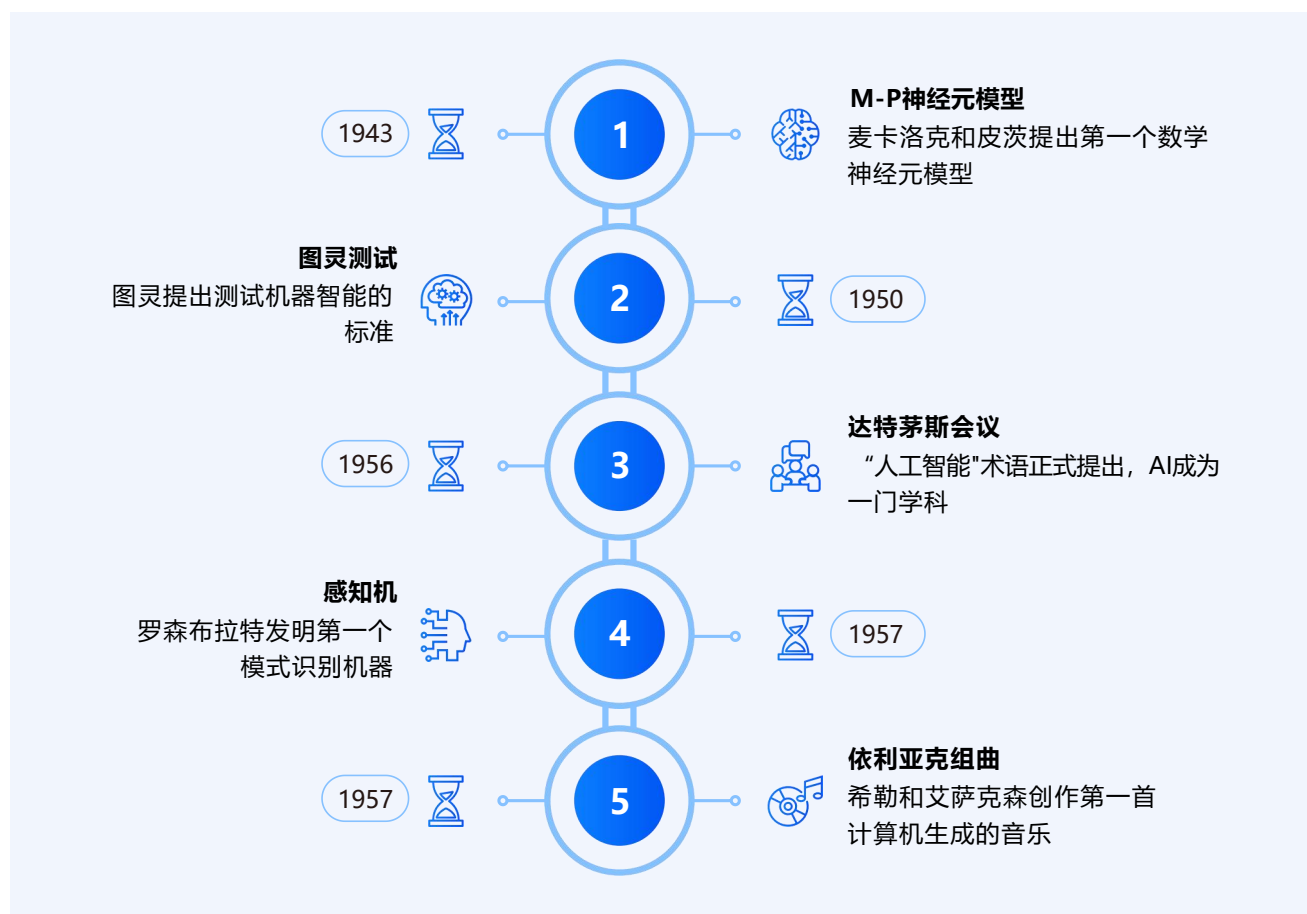 1943
1
M-P神经元模型
麦卡洛克和皮茨提出第一个数学
神经元模型
图灵测试
图灵提出测试机器智能的
标准
2
1950
1956
3
达特茅斯会议
“人工智能"术语正式提出，AI成为
一门学科
感知机
罗森布拉特发明第一个
模式识别机器
4
1957
1957
5
依利亚克组曲
希勒和艾萨克森创作第一首
计算机生成的音乐